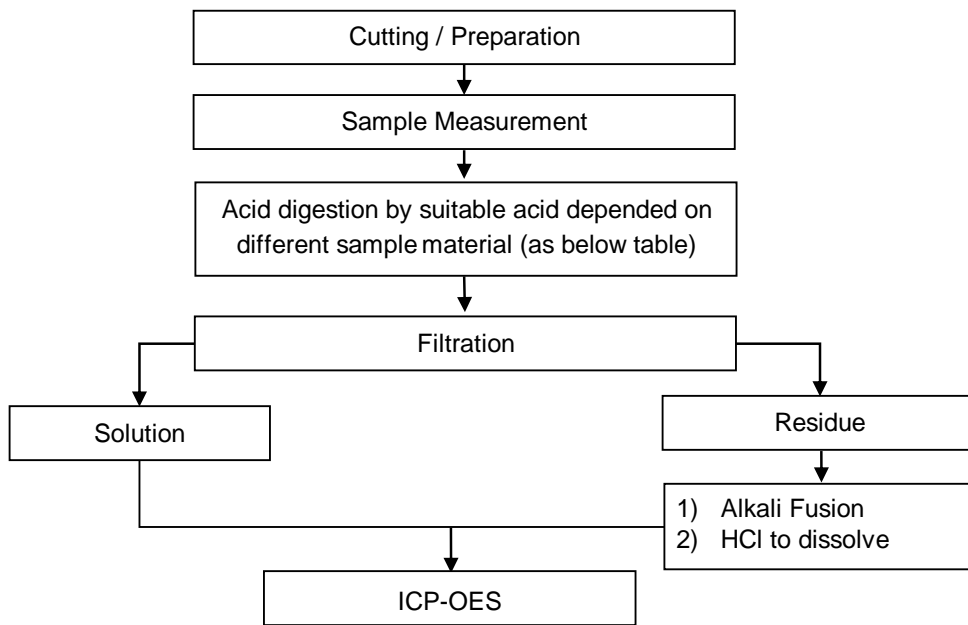 Cutting / Preparation
Sample Measurement
Acid digestion by suitable acid depended on
different sample material (as below table)
Filtration
Solution
Residue
1) Alkali Fusion
2) HCl to dissolve
ICP-OES